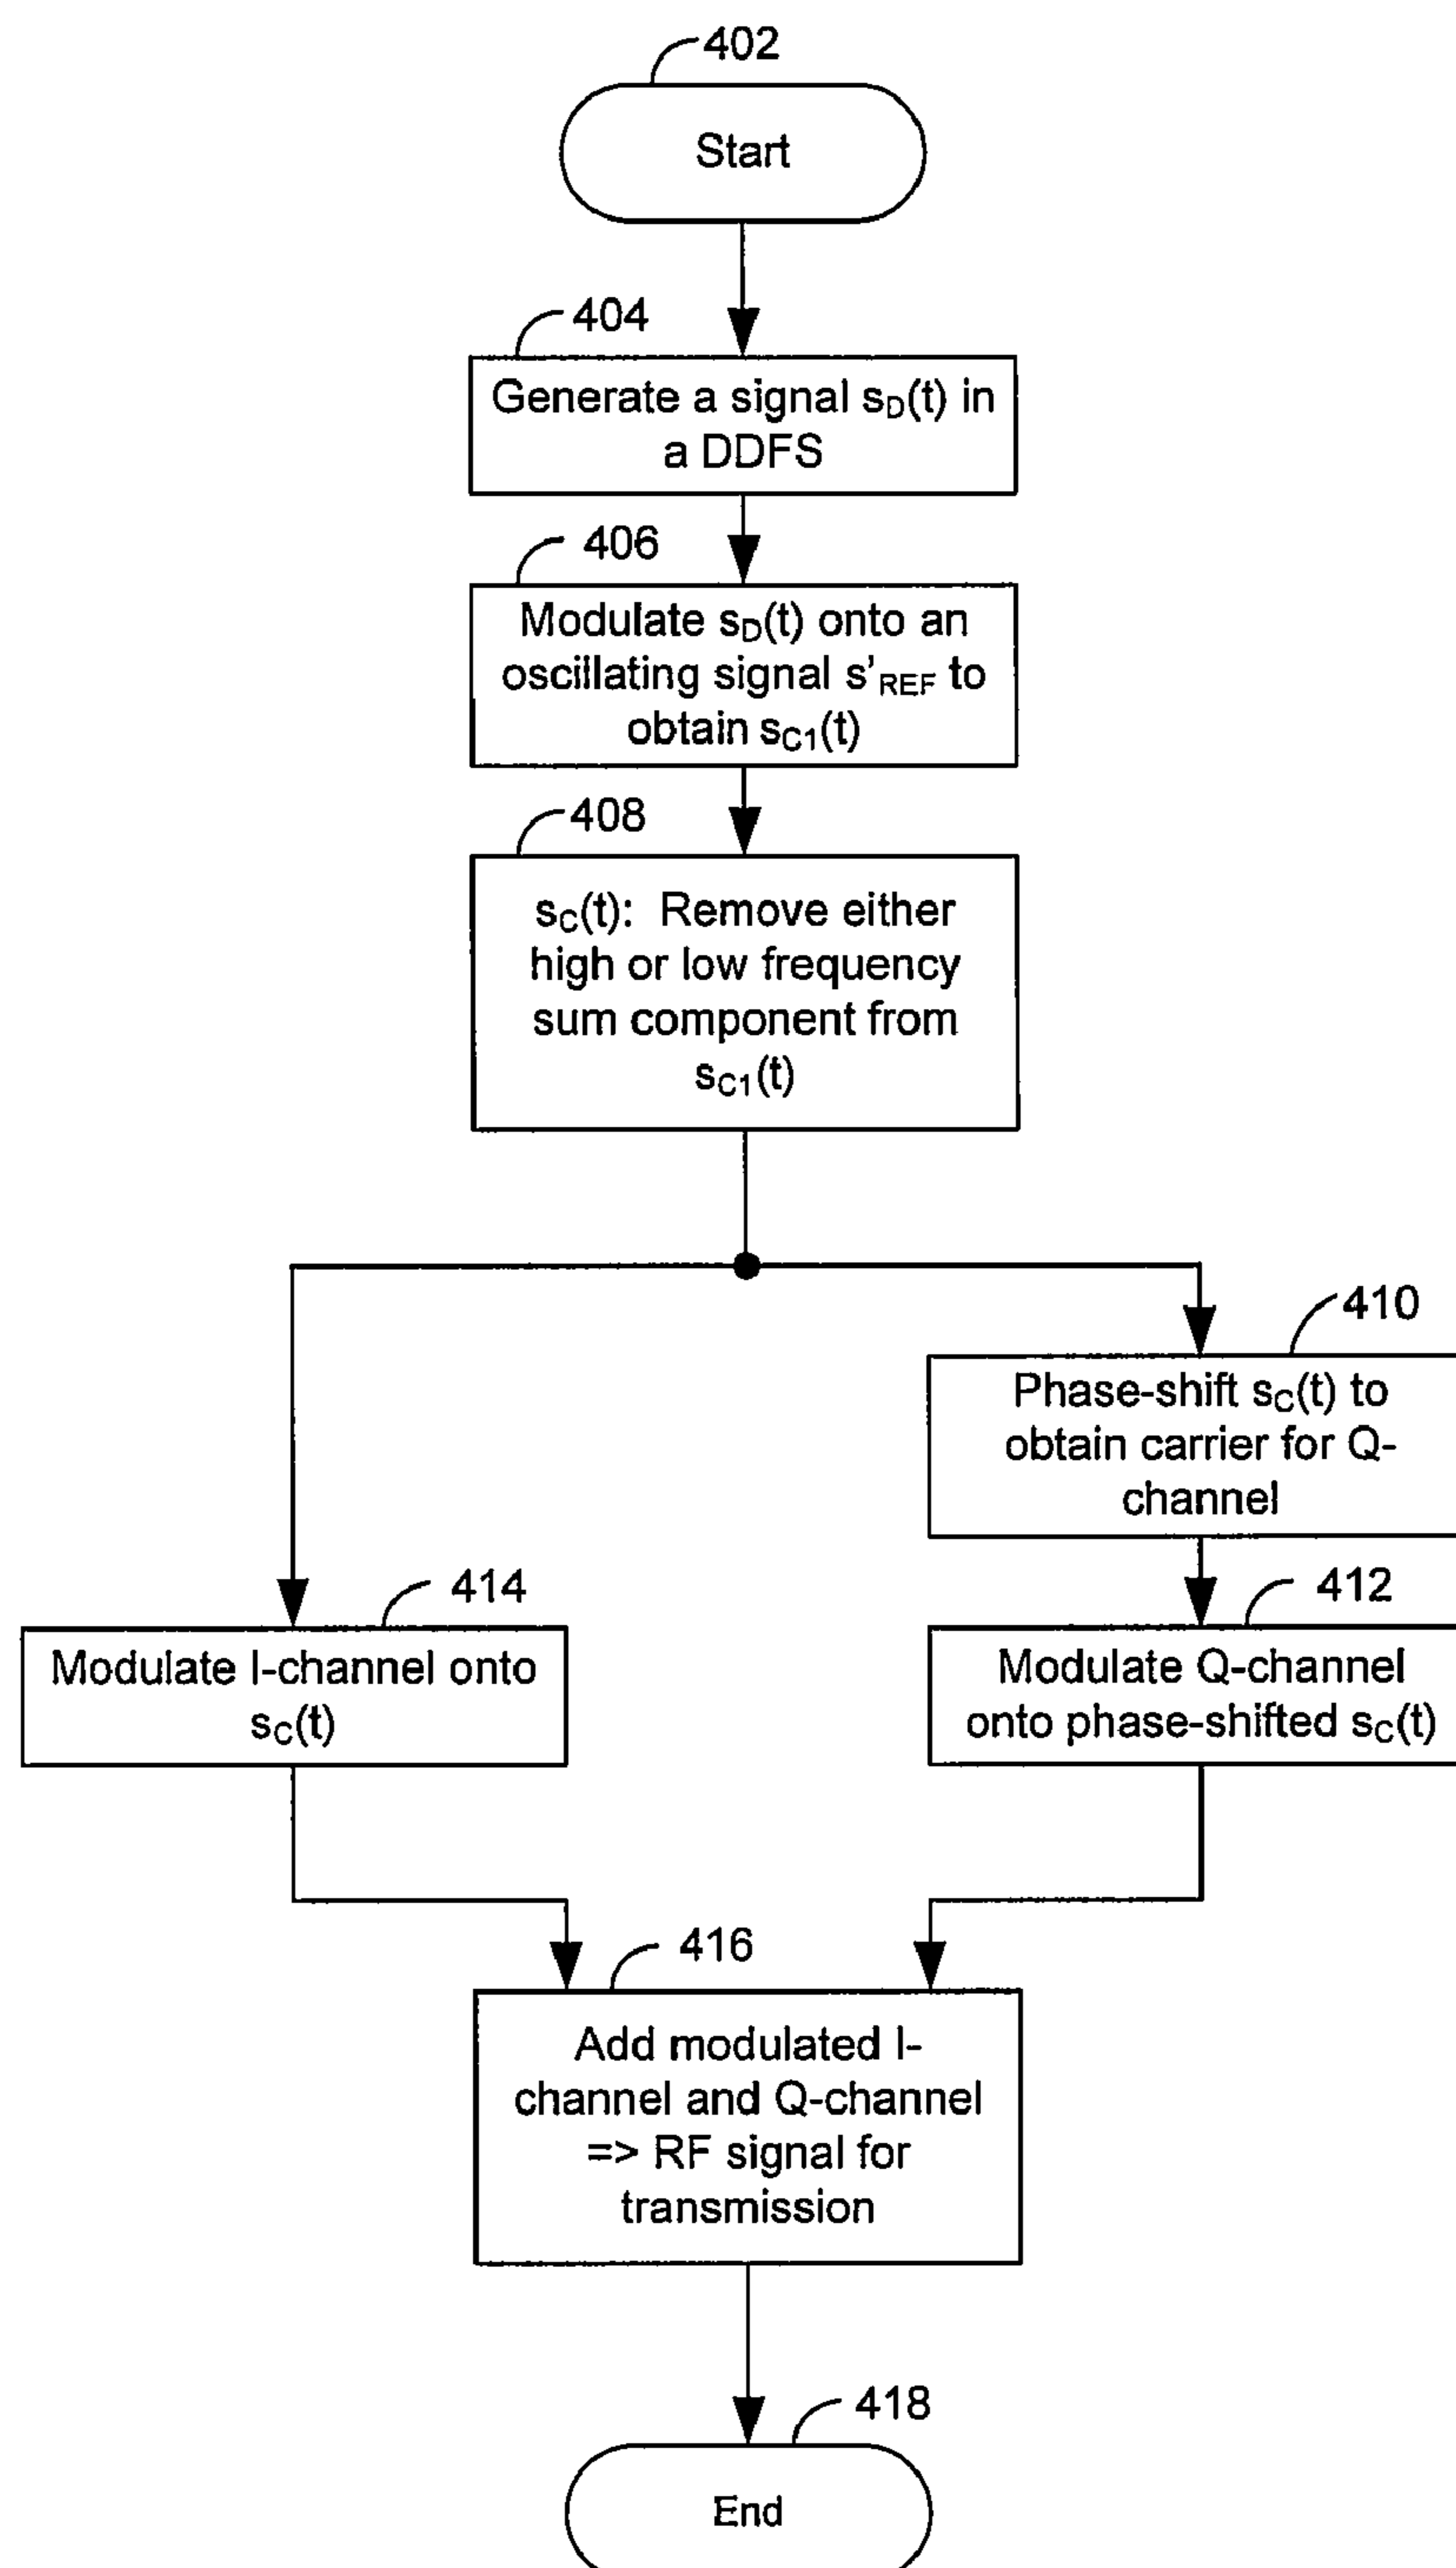 402
Start
404
Generate a signal sD(t) in
a DDFS
406
Modulate sD(t) onto an
oscillating signal s'REF to
obtain sC1(t)
408
sC(t): Remove either
high or low frequency
sum component from
sC1(t)
410
Phase-shift sC(t) to
obtain carrier for Q-
channel
414
Modulate I-channel onto
sC(t)
412
Modulate Q-channel
onto phase-shifted sC(t)
416
Add modulated I-
channel and Q-channel
=> RF signal for
transmission
418
End